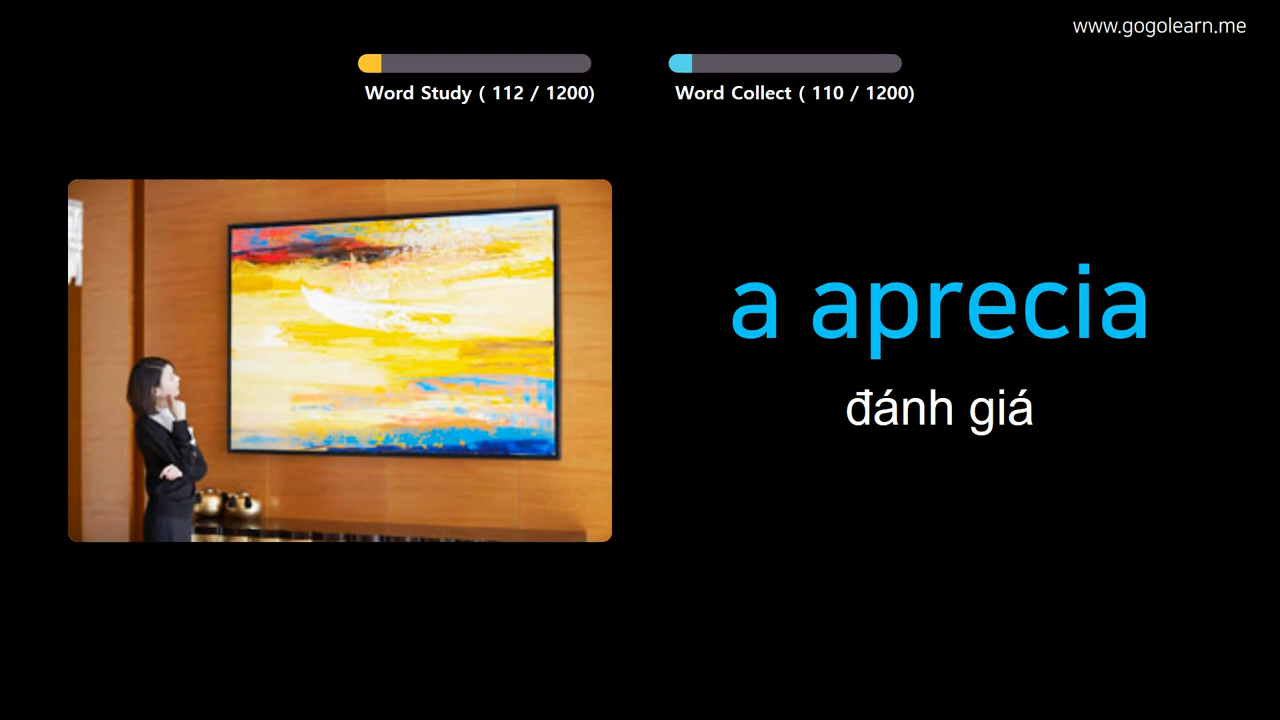 www.gogolearn.me
Word Study ( 112 / 1200)
Word Collect ( 110 / 1200)
a aprecia
đánh giá